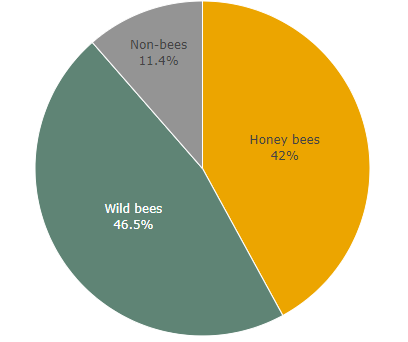 Non-bees
11.4%
Honey bees
42%
Wild bees
46.5%